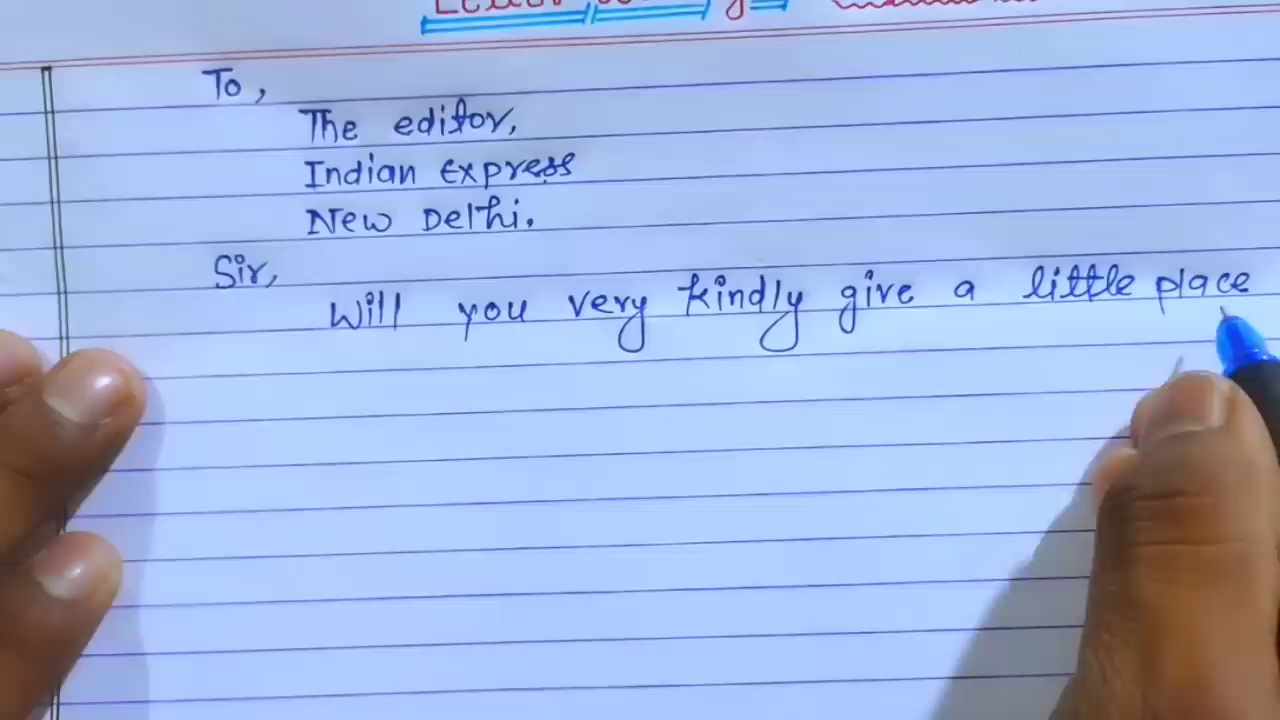 To,
The editor,
Indian Express
New Delhi.
Sir,
Will you very kindly give a little place